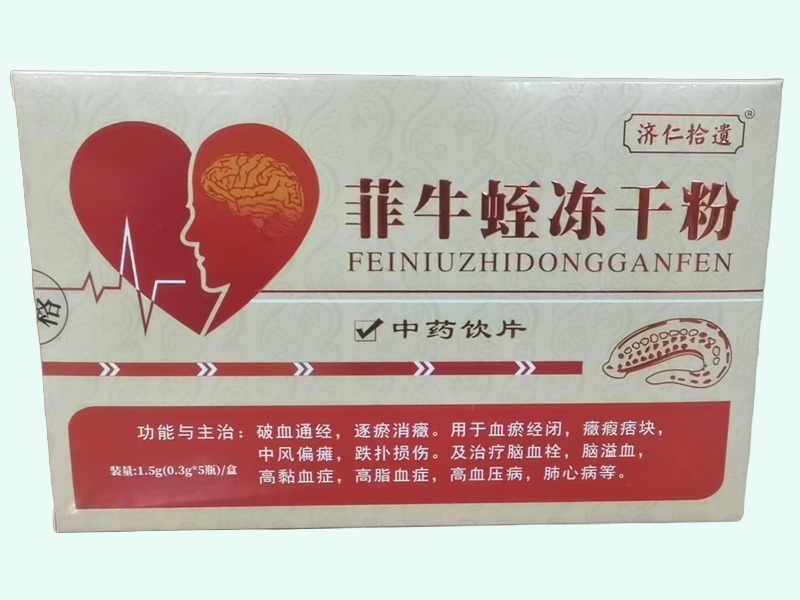 济仁拾遗®
菲牛蛭冻干粉
FEINIUZHIDONGGANFEN
格
中药饮片
功能与主治：破血通经，逐瘀消癥。用于血瘀经闭，癥瘕痞块，
中风偏瘫，跌扑损伤。及治疗脑血栓，脑溢血，
高黏血症，高脂血症，高血压病，肺心病等。
装量:1.5g(0.3g*5瓶)/盒